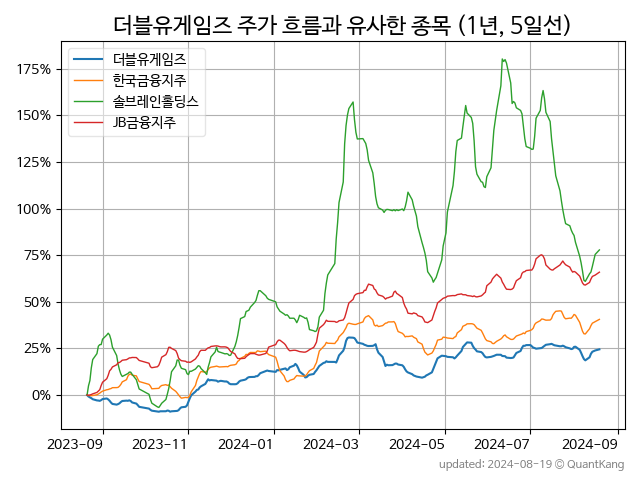 더블유게임즈 주가 흐름과 유사한 종목 (1년, 5일선)
더블유게임즈
한국금융지주
솔브레인홀딩스
JB금융지주
175%
150%
125%
100%
75%
50%
25%
0%
2023-09 2023-11 2024-01 2024-03 2024-05 2024-07 2024-09
updated: 2024-08-19 © QuantKang